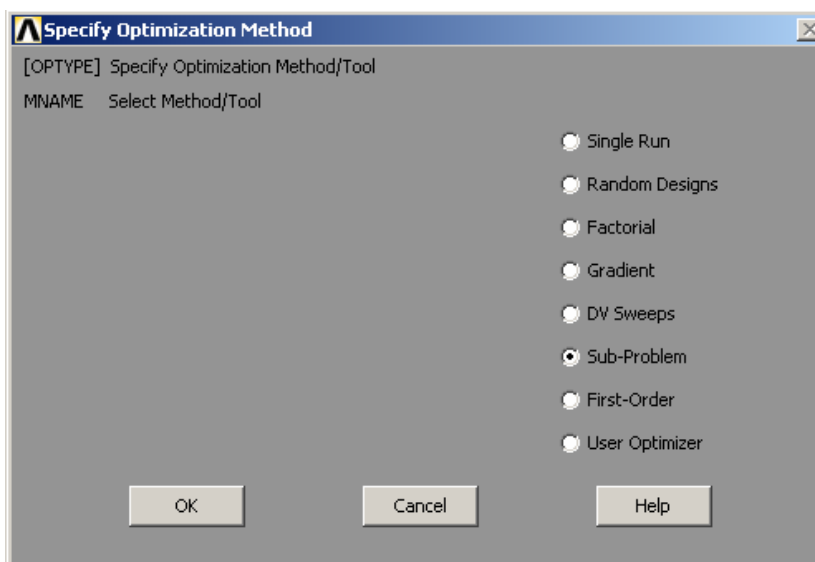 Specify Optimization Method
[OPTYPE] Specify Optimization Method/Tool
MNAME Select Method/Tool
Single Run
Random Designs
Factorial
Gradient
DV Sweeps
Sub-Problem
First-Order
User Optimizer
OK Cancel Help